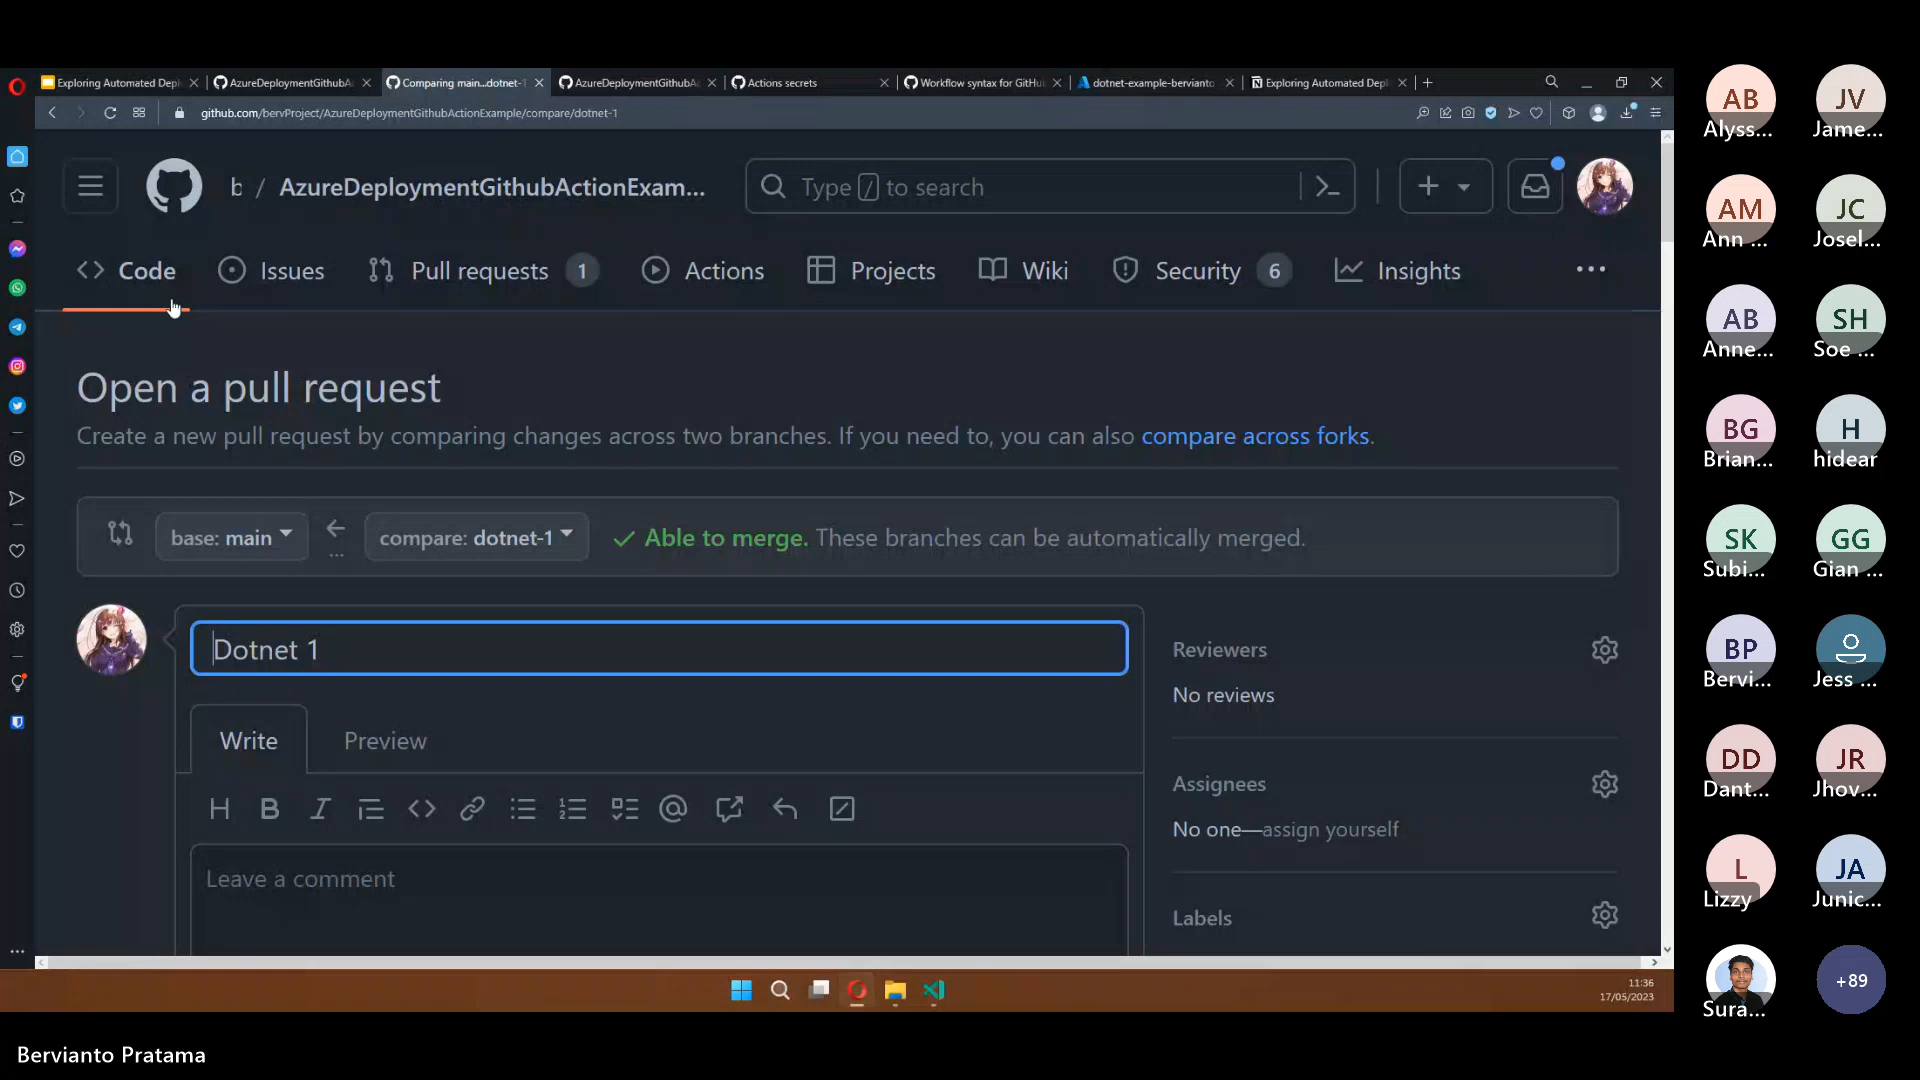 Exploring Automated Depl
AzureDeploymentGithubA
Comparing main...dotnet-1
AzureDeploymentGithubA
Actions secrets
Workflow syntax for GitHu
dotnet-example-bervianto
Exploring Automated Depl
github.com/bervProject/AzureDeploymentGithubActionExample/compare/dotnet-1
b / AzureDeploymentGithubActionExam...
Type / to search
Code
Issues
Pull requests 1
Actions
Projects
Wiki
Security 6
Insights
Open a pull request
Create a new pull request by comparing changes across two branches. If you need to, you can also compare across forks.
base: main
compare: dotnet-1
Able to merge. These branches can be automatically merged.
Dotnet 1
Write
Preview
Leave a comment
Reviewers
No reviews
Assignees
No one—assign yourself
Labels
11:36
17/05/2023
Bervianto Pratama
AB
Alyss...
JV
Jame...
AM
Ann ...
JC
Josel...
AB
Anne...
SH
Soe ...
BG
Brian...
H
hidear
SK
Subi...
GG
Gian ...
BP
Bervi...
Jess ...
DD
Dant...
JR
Jhov...
L
Lizzy
JA
Junic...
Sura...
+89